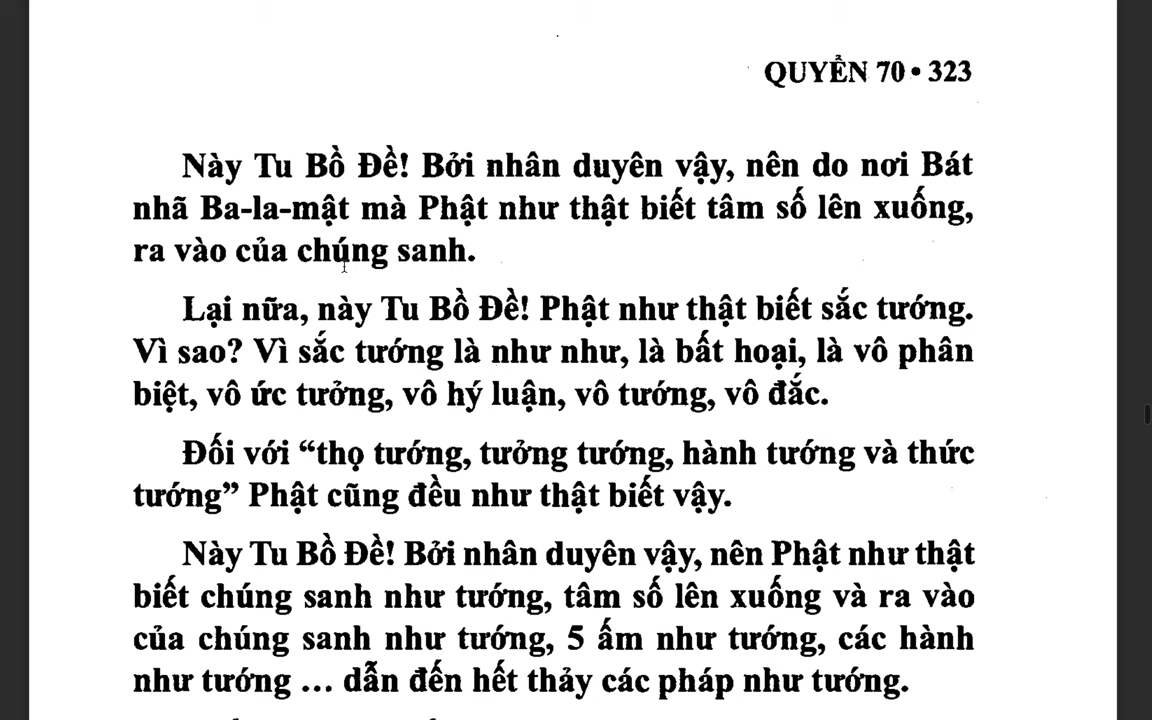 QUYỂN 70 • 323
Này Tu Bồ Đề! Bởi nhân duyên vậy, nên do nơi Bát
nhã Ba-la-mật mà Phật như thật biết tâm số lên xuống,
ra vào của chúng sanh.
Lại nữa, này Tu Bồ Đề! Phật như thật biết sắc tướng.
Vì sao? Vì sắc tướng là như như, là bất hoại, là vô phân
biệt, vô ức tưởng, vô hý luận, vô tướng, vô đắc.
Đối với “thọ tướng, tưởng tướng, hành tướng và thức
tướng” Phật cũng đều như thật biết vậy.
Này Tu Bồ Đề! Bởi nhân duyên vậy, nên Phật như thật
biết chúng sanh như tướng, tâm số lên xuống và ra vào
của chúng sanh như tướng, 5 ấm như tướng, các hành
như tướng ... dẫn đến hết thảy các pháp như tướng.